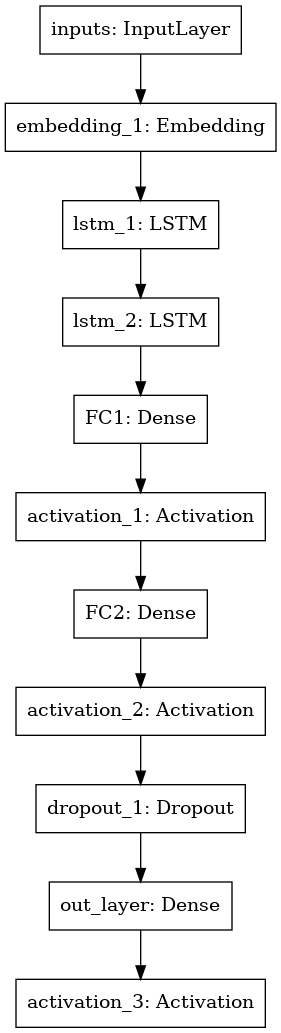 inputs: InputLayer
embedding_1: Embedding
lstm_1: LSTM
lstm_2: LSTM
FC1: Dense
activation_1: Activation
FC2: Dense
activation_2: Activation
dropout_1: Dropout
out_layer: Dense
activation_3: Activation